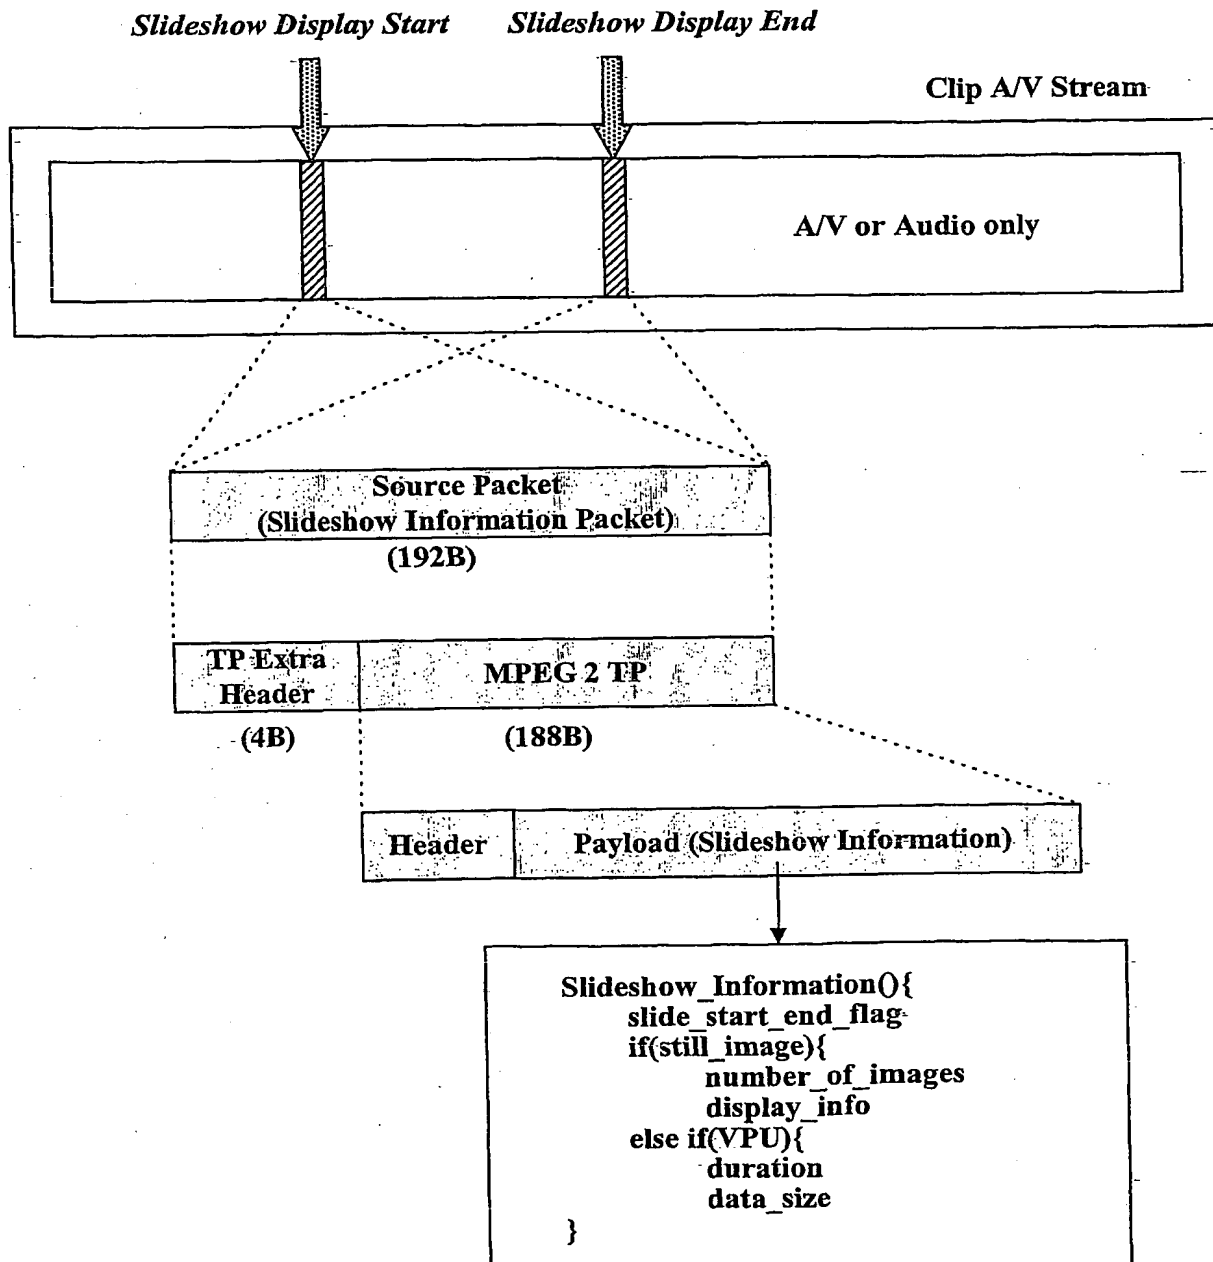 Slideshow Display Start
Slideshow Display End
Clip A/V Stream
A/V or Audio only
Source Packet
(Slideshow Information Packet)
(192B)
TP Extra
Header
MPEG 2 TP
(4B)
(188B)
Header
Payload (Slideshow Information)
Slideshow_Information(){
slide_start_end_flag
if(still_image){
number_of_images
display_info
else if(VPU){
duration
data_size
}